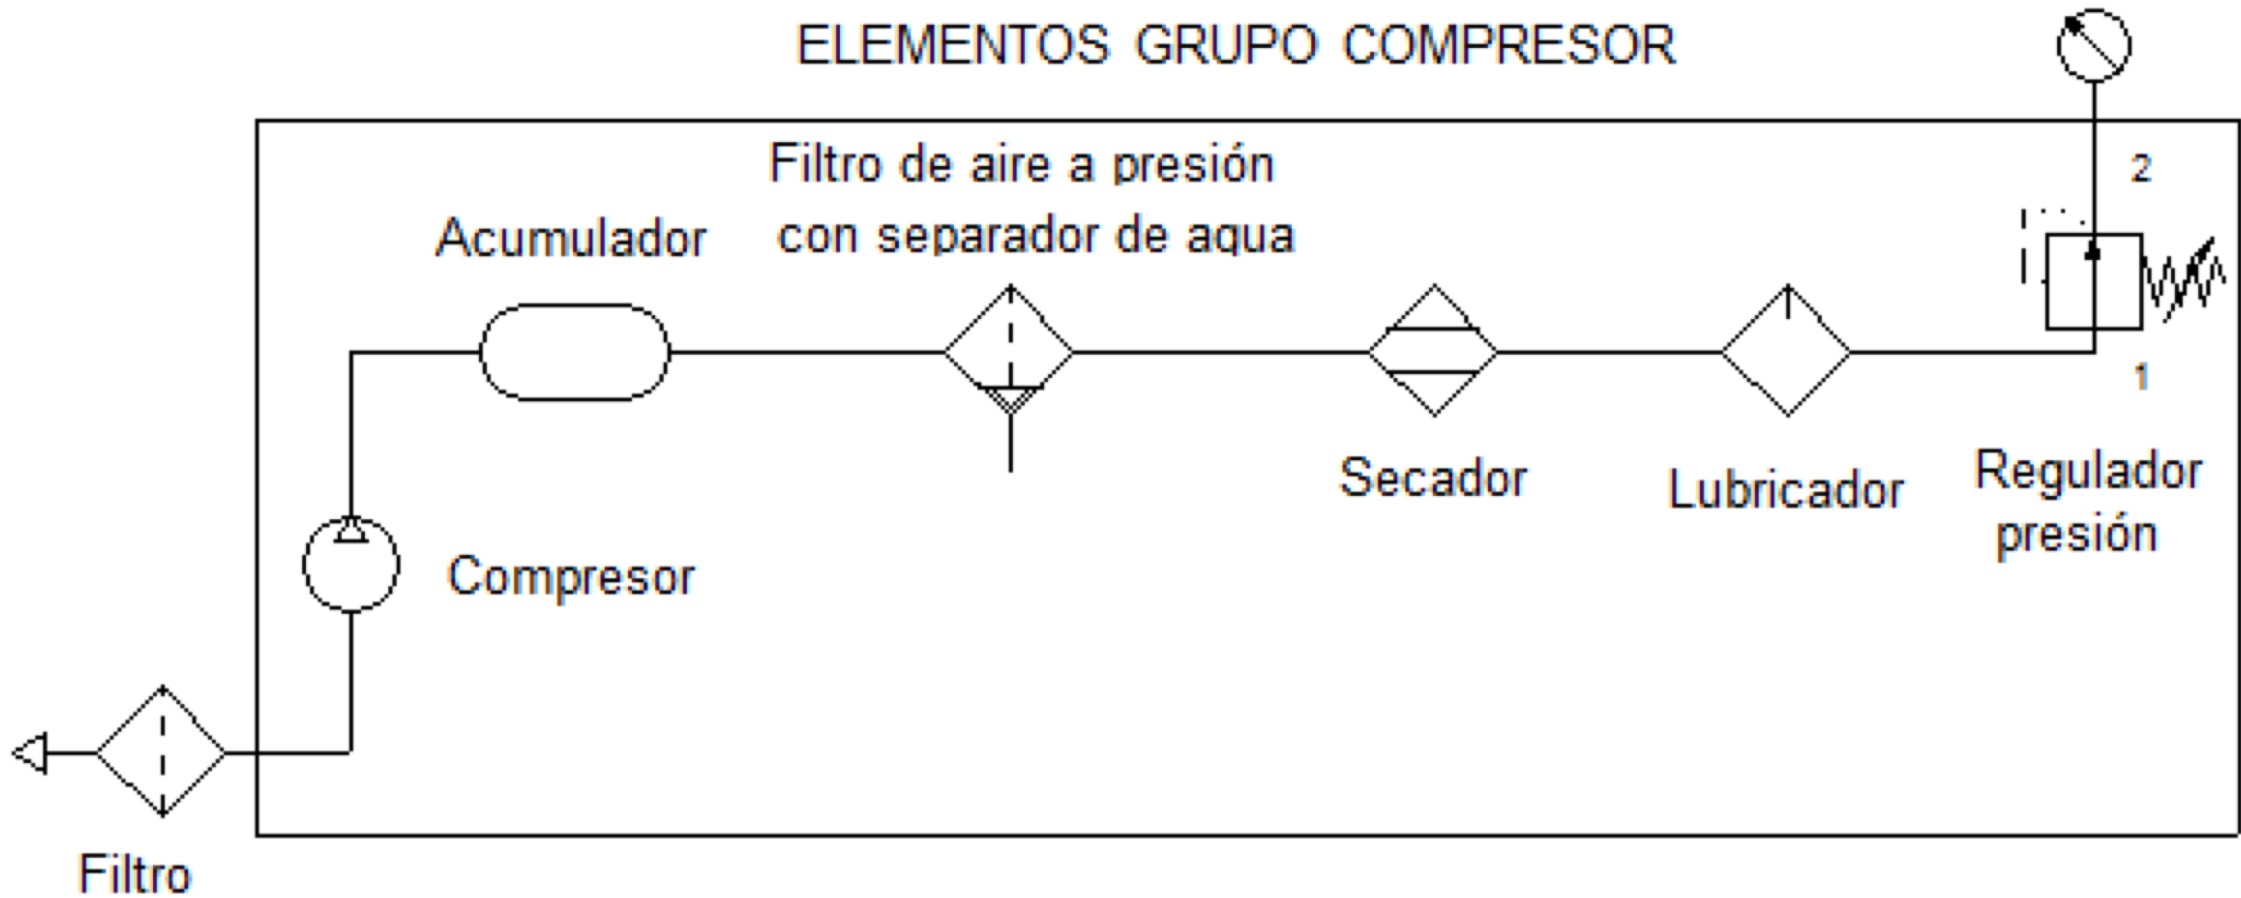 ELEMENTOS GRUPO COMPRESOR
Filtro de aire a presión
con separador de agua
2
Acumulador
1
Secador
Lubricador
Regulador
presión
Compresor
Filtro